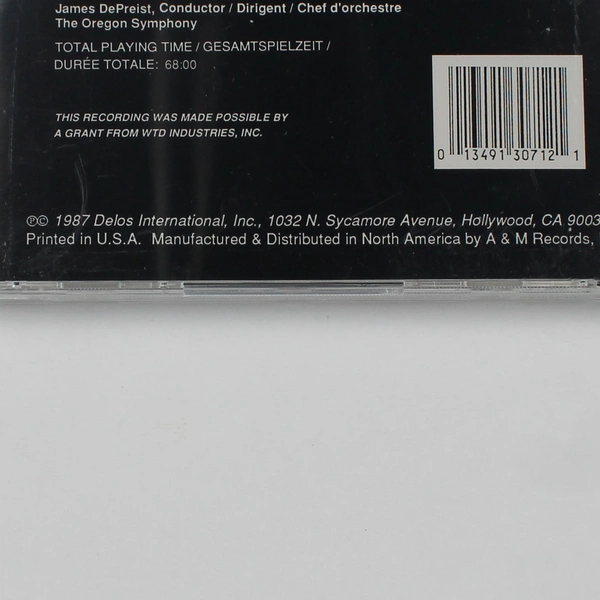 James DePreist, Conductor / Dirigent / Chef d'orchestre
The Oregon Symphony
TOTAL PLAYING TIME / GESAMTSPIELZEIT /
DURÉE TOTALE: 68:00
THIS RECORDING WAS MADE POSSIBLE BY
A GRANT FROM WTD INDUSTRIES, INC.
0 13491 30712 1
℗© 1987 Delos International, Inc., 1032 N. Sycamore Avenue, Hollywood, CA 9003
Printed in U.S.A. Manufactured & Distributed in North America by A & M Records,